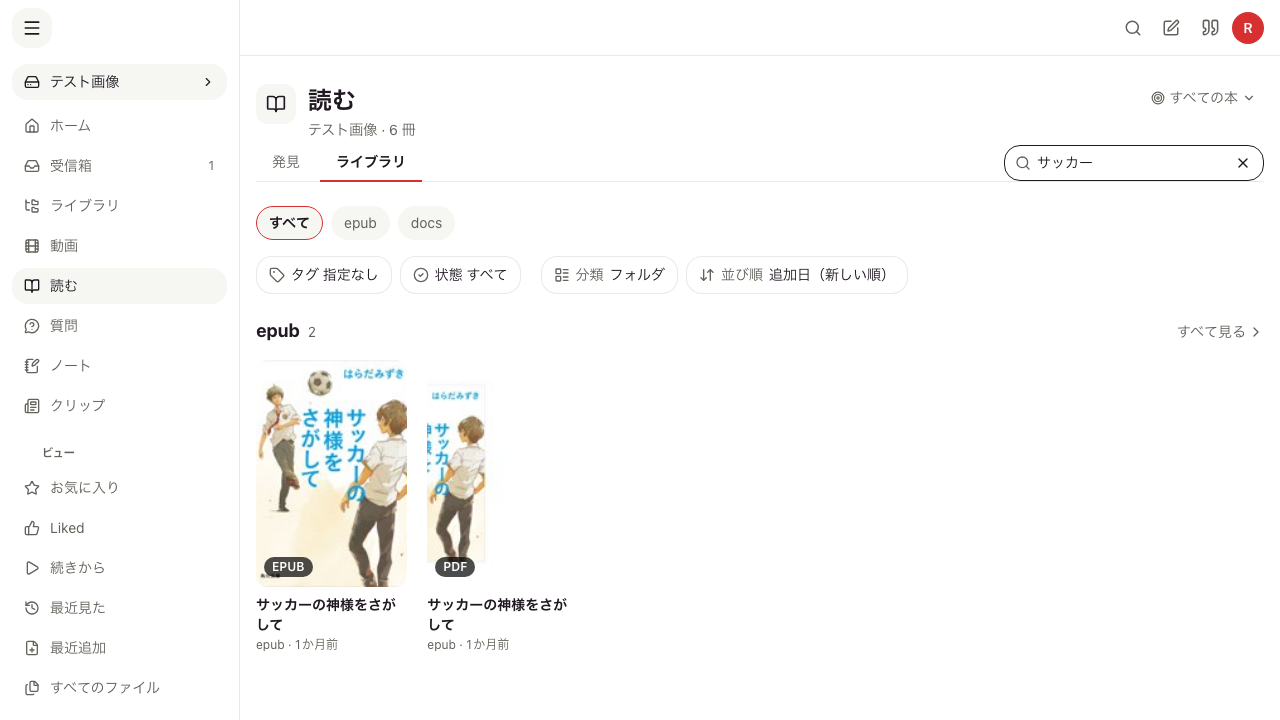 R
テスト画像
ホーム
受信箱 1
ライブラリ
動画
読む
質問
ノート
クリップ
ビュー
お気に入り
Liked
続きから
最近見た
最近追加
すべてのファイル
読む
テスト画像 · 6 冊
すべての本
発見 ライブラリ
サッカー
すべて epub docs
タグ 指定なし 状態 すべて 分類 フォルダ 並び順 追加日（新しい順）
epub 2
すべて見る
はらだみずき
サッカーの
神様を
さがして
EPUB
はらだみずき
サッカーの
神様
PDF
サッカーの神様をさが
して
epub · 1か月前
サッカーの神様をさが
して
epub · 1か月前